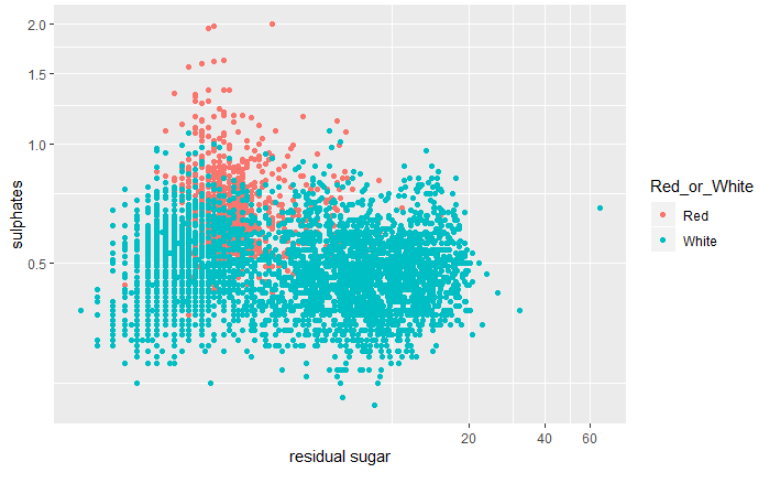 2.0
1.5
1.0
0.5
sulphates
20 40 60
residual sugar
Red_or_White
Red
White